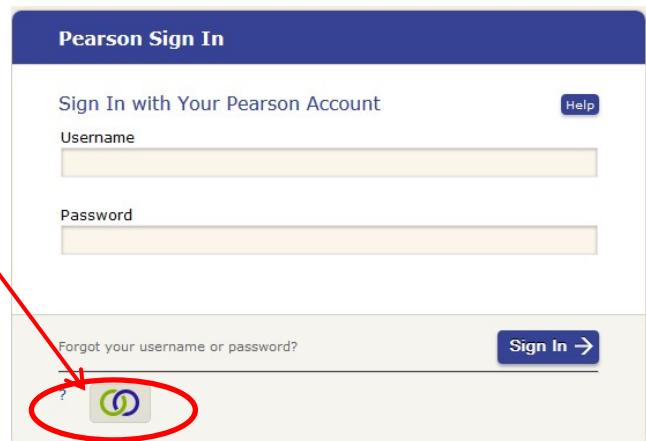 Pearson Sign In
Sign In with Your Pearson Account
Help
Username
Password
Forgot your username or password?
Sign In
?